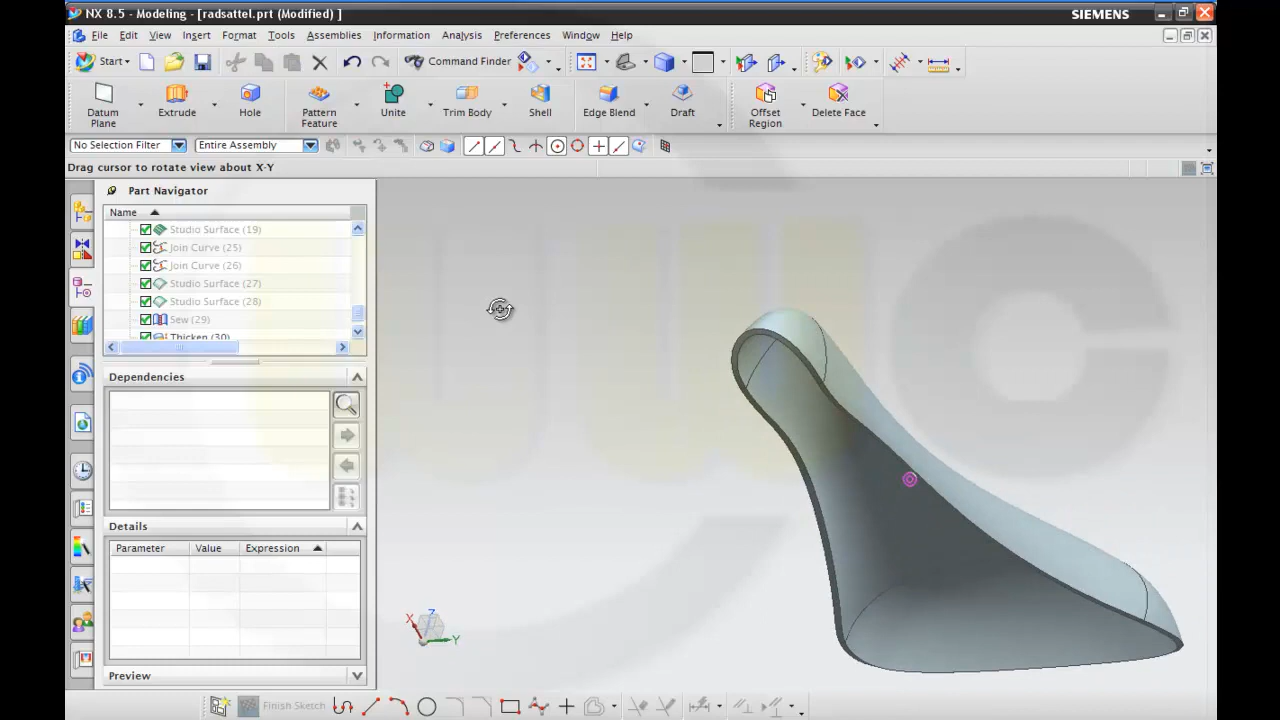 NX 8.5 - Modeling - [radsattel.prt (Modified) ]
SIEMENS
File Edit View Insert Format Tools Assemblies Information Analysis Preferences Window Help
Start
Command Finder
Datum Plane
Extrude
Hole
Pattern Feature
Unite
Trim Body
Shell
Edge Blend
Draft
Offset Region
Delete Face
No Selection Filter
Entire Assembly
Drag cursor to rotate view about X-Y
Part Navigator
Name
Studio Surface (19)
Join Curve (25)
Join Curve (26)
Studio Surface (27)
Studio Surface (28)
Sew (29)
Thicken (30)
Dependencies
Details
Parameter Value Expression
Preview
X Z Y
Finish Sketch